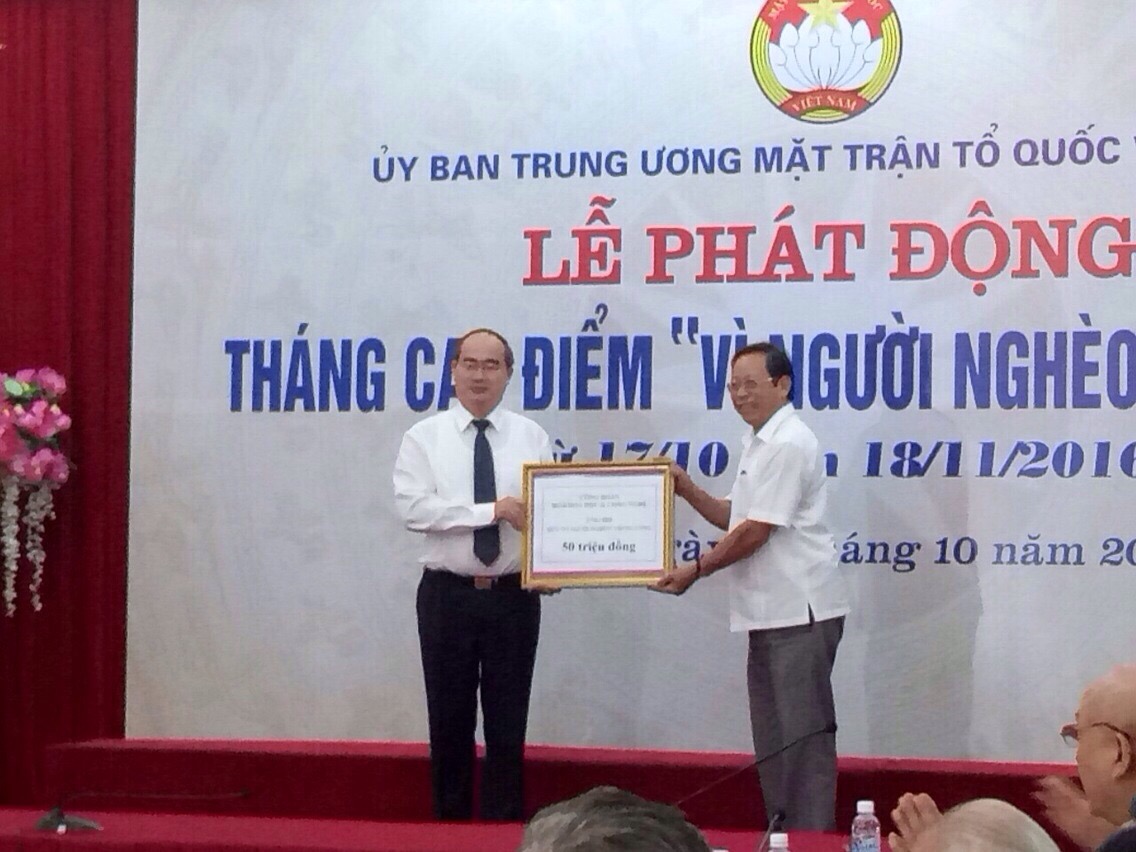 VIỆT NAM
ỦY BAN TRUNG ƯƠNG MẶT TRẬN TỔ QUỐC
LỄ PHÁT ĐỘNG
THÁNG CA ĐIỂM "VÌ NGƯỜI NGHÈO
17/10 18/11/2016
áng 10 năm 20
50 triệu đồng